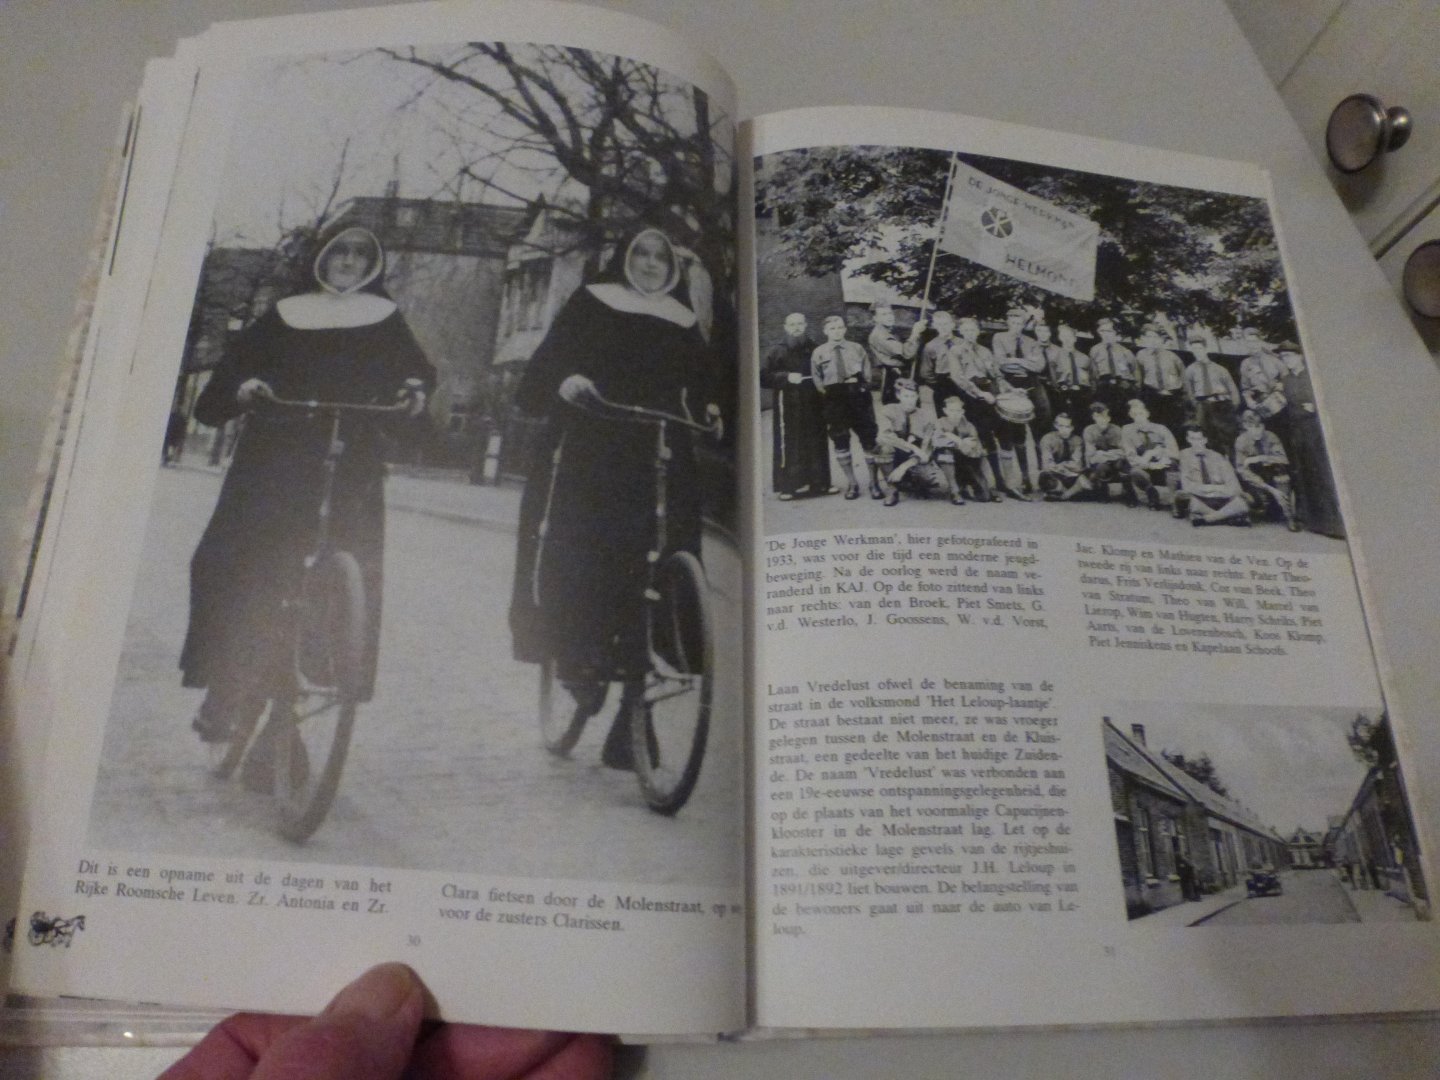 Dit is een opname uit de dagen van het
Rijke Roomsche Leven. Zr. Antonia en Zr.
Clara fietsen door de Molenstraat, op
voor de zusters Clarissen.
30
DE JONGE WERKMAN
HELMOND
'De Jonge Werkman', hier gefotografeerd in
1933, was voor die tijd een moderne jeugd-
beweging. Na de oorlog werd de naam ve-
randerd in KAJ. Op de foto zittend van links
naar rechts: van den Broek, Piet Smets, G.
v.d. Westerlo, J. Goossens, W. v.d. Vorst,
Jac. Klomp en Mathieu van de Ven. Op de
tweede rij van links naar rechts: Pater Theo-
darus, Frits Verlijsdonk, Cor van Beek, Theo
van Stratum, Theo van Will, Marcel van
Lierop, Wim van Hugten, Harry Schriks, Piet
Aarts, van de Loverenbosch, Koos Klomp,
Piet Jenniskens en Kapelaan Schoofs.
Laan Vredelust ofwel de benaming van de
straat in de volksmond 'Het Leloup-laantje'.
De straat bestaat niet meer, ze was vroeger
gelegen tussen de Molenstraat en de Kluis-
straat, een gedeelte van het huidige Zuiden-
de. De naam 'Vredelust' was verbonden aan
een 19e-eeuwse ontspanningsgelegenheid, die
op de plaats van het voormalige Capucijnen-
klooster in de Molenstraat lag. Let op de
karakteristieke lage gevels van de rijtjeshui-
zen, die uitgever/directeur J.H. Leloup in
1891/1892 liet bouwen. De belangstelling van
de bewoners gaat uit naar de auto van Le-
loup.
31